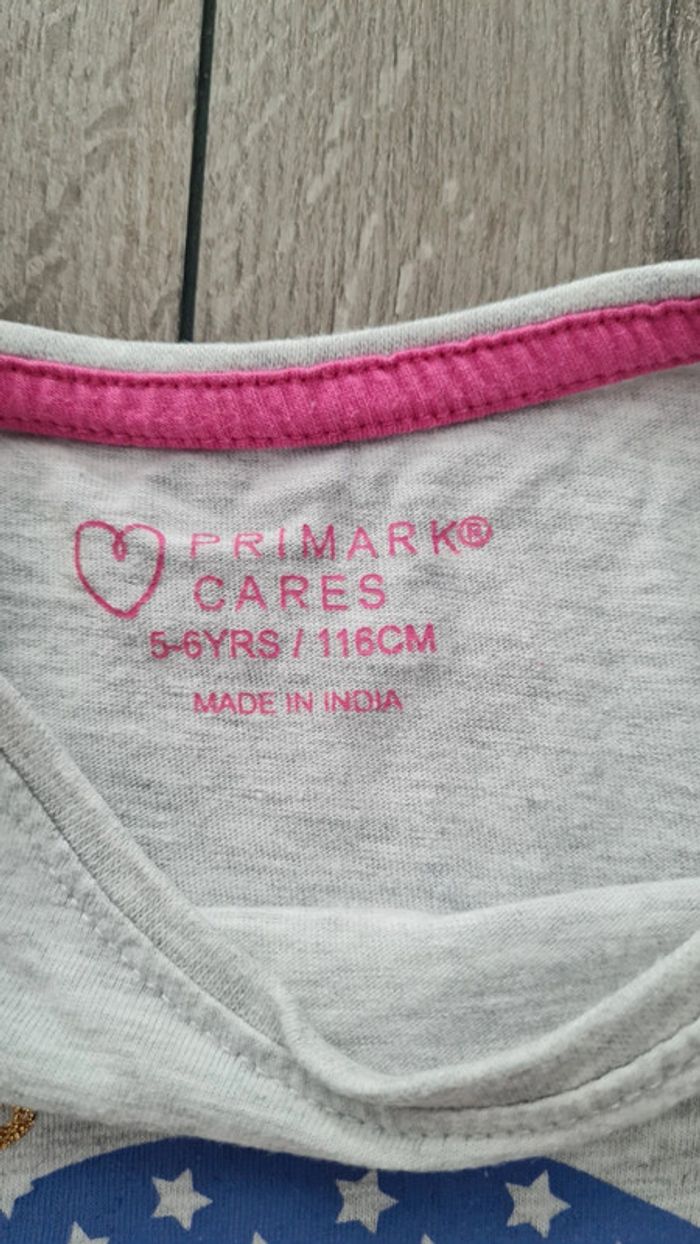 PRIMARK®
CARES
5-6YRS / 116CM
MADE IN INDIA